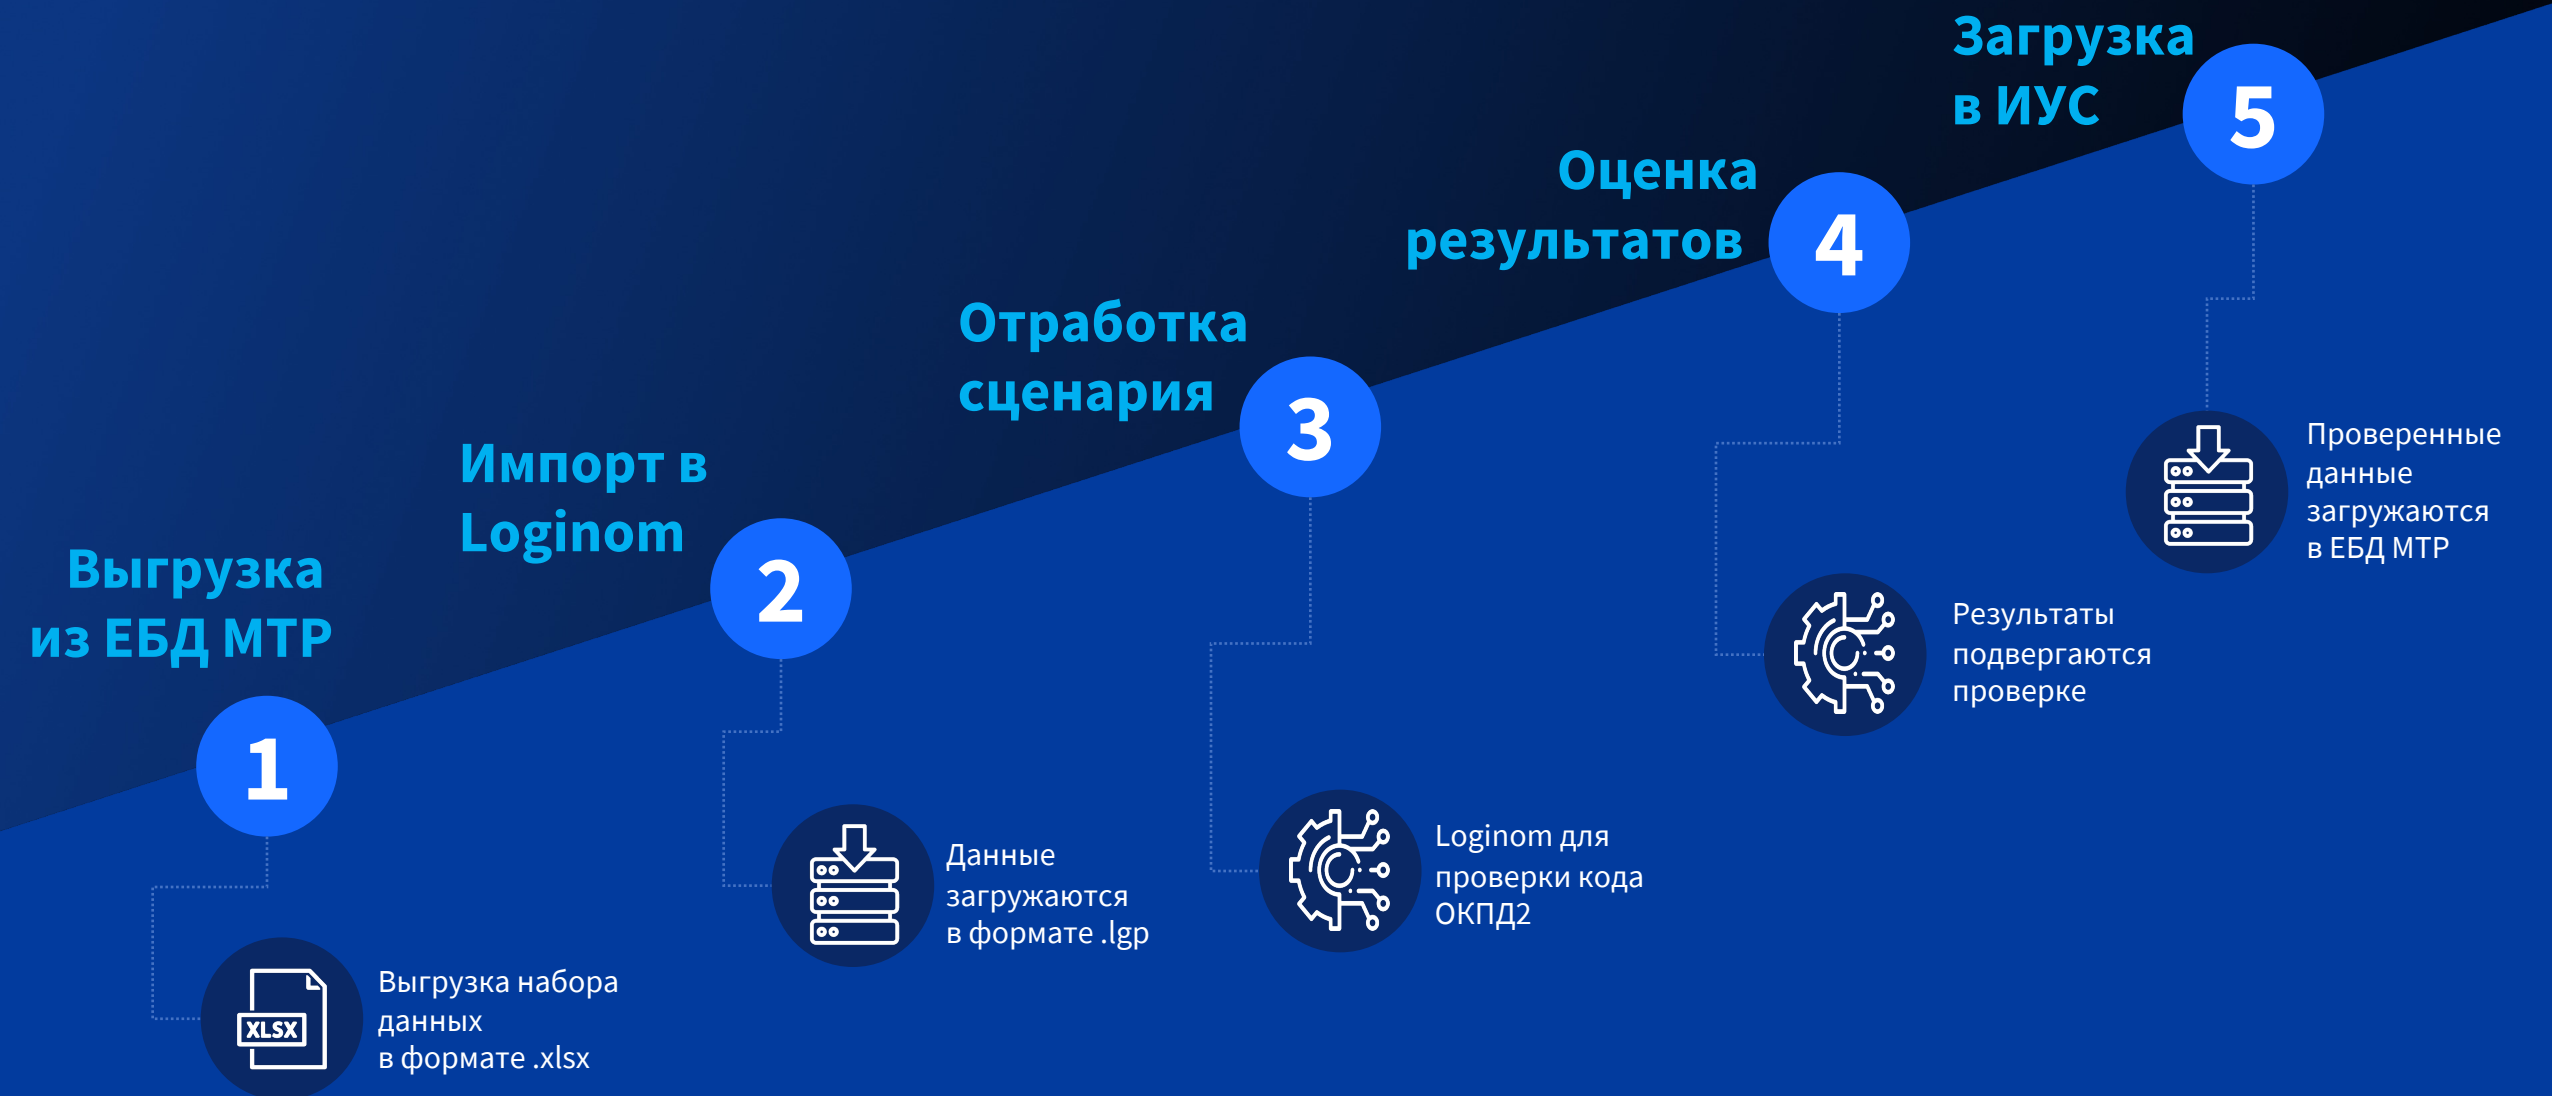 Выгрузка
из ЕБД МТР
1
XLSX
Выгрузка набора
данных
в формате .xlsx
Импорт в
Loginom
2
Данные
загружаются
в формате .lgp
Отработка
сценария
3
Loginom для
проверки кода
ОКПД2
Оценка
результатов
4
Результаты
подвергаются
проверке
Загрузка
в ИУС
5
Проверенные
данные
загружаются
в ЕБД МТР